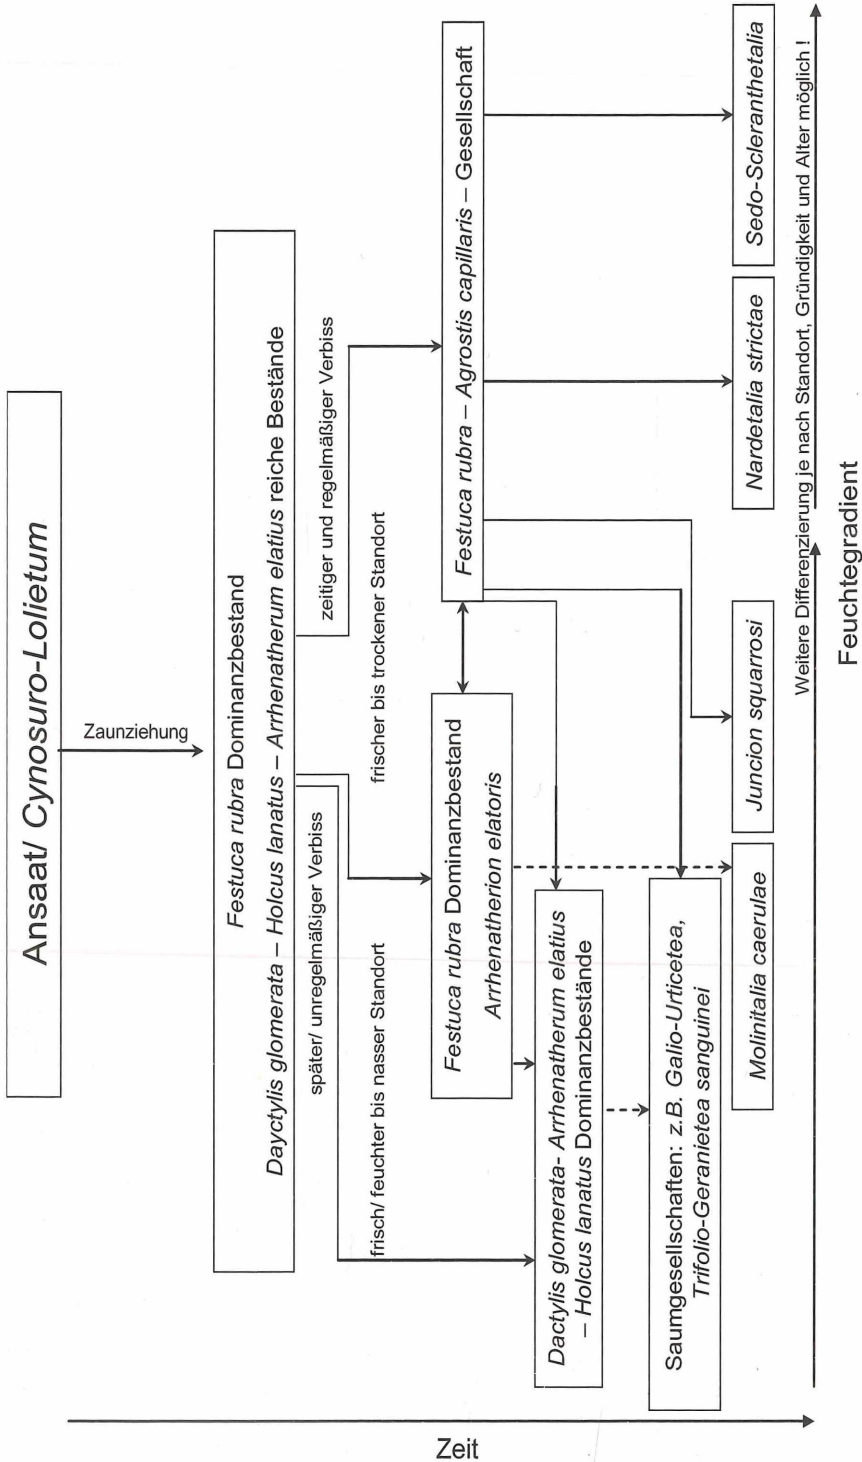 Ansaat/ Cynosuro-Lolietum
Zaunziehung
Festuca rubra Dominanzbestand
Dayctylis glomerata – Holcus lanatus – Arrhenatherum elatius reiche Bestände
später/ unregelmäßiger Verbiss
zeitiger und regelmäßiger Verbiss
frisch/ feuchter bis nasser Standort
frischer bis trockener Standort
Festuca rubra Dominanzbestand
Arrhenatherion elatoris
Festuca rubra – Agrostis capillaris – Gesellschaft
Dactylis glomerata- Arrhenatherum elatius
– Holcus lanatus Dominanzbestände
Saumgesellschaften: z.B. Galio-Urticetea,
Trifolio-Geranietea sanguinei
Molinitalia caerulae
Juncion squarrosi
Nardetalia strictae
Sedo-Scleranthetalia
Weitere Differenzierung je nach Standort, Gründigkeit und Alter möglich !
Feuchtegradient
Zeit